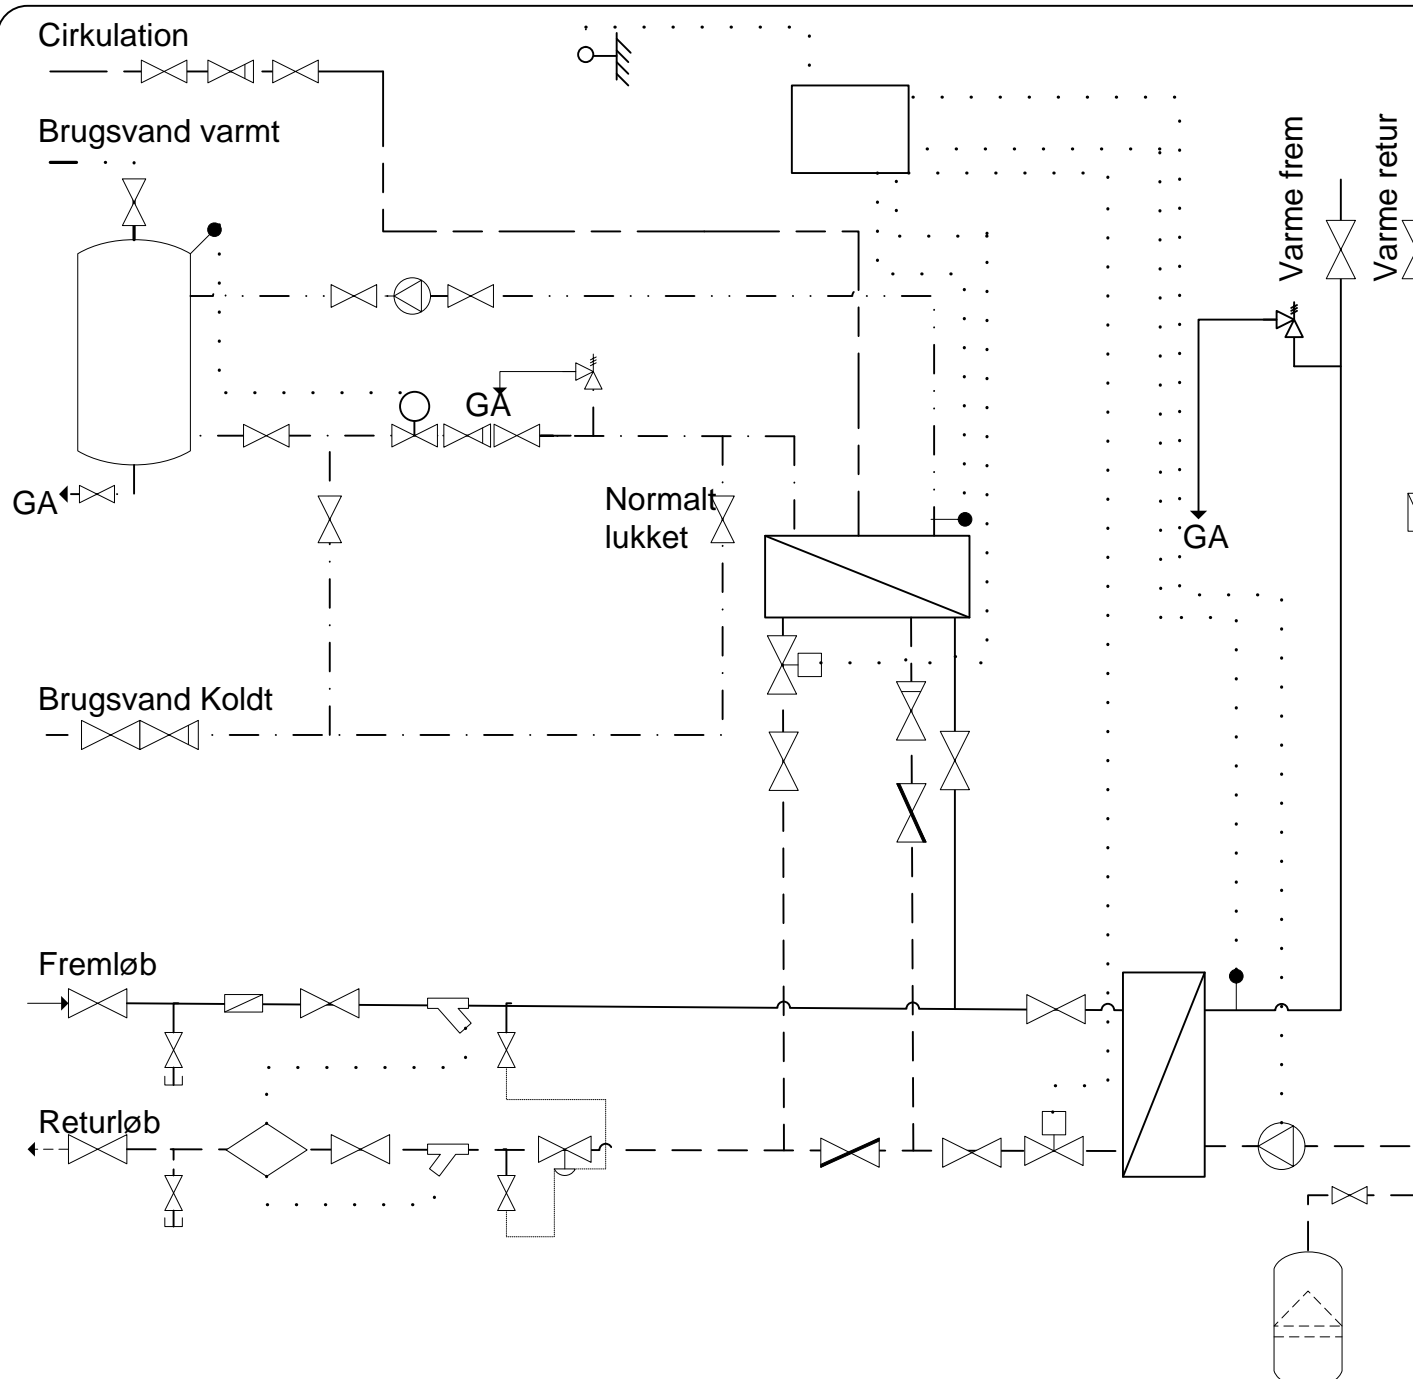 Cirkulation
Brugsvand varmt
Varme frem
Varme retur
GA
GA
Normalt
lukket
GA
Brugsvand Koldt
Fremløb
Returløb